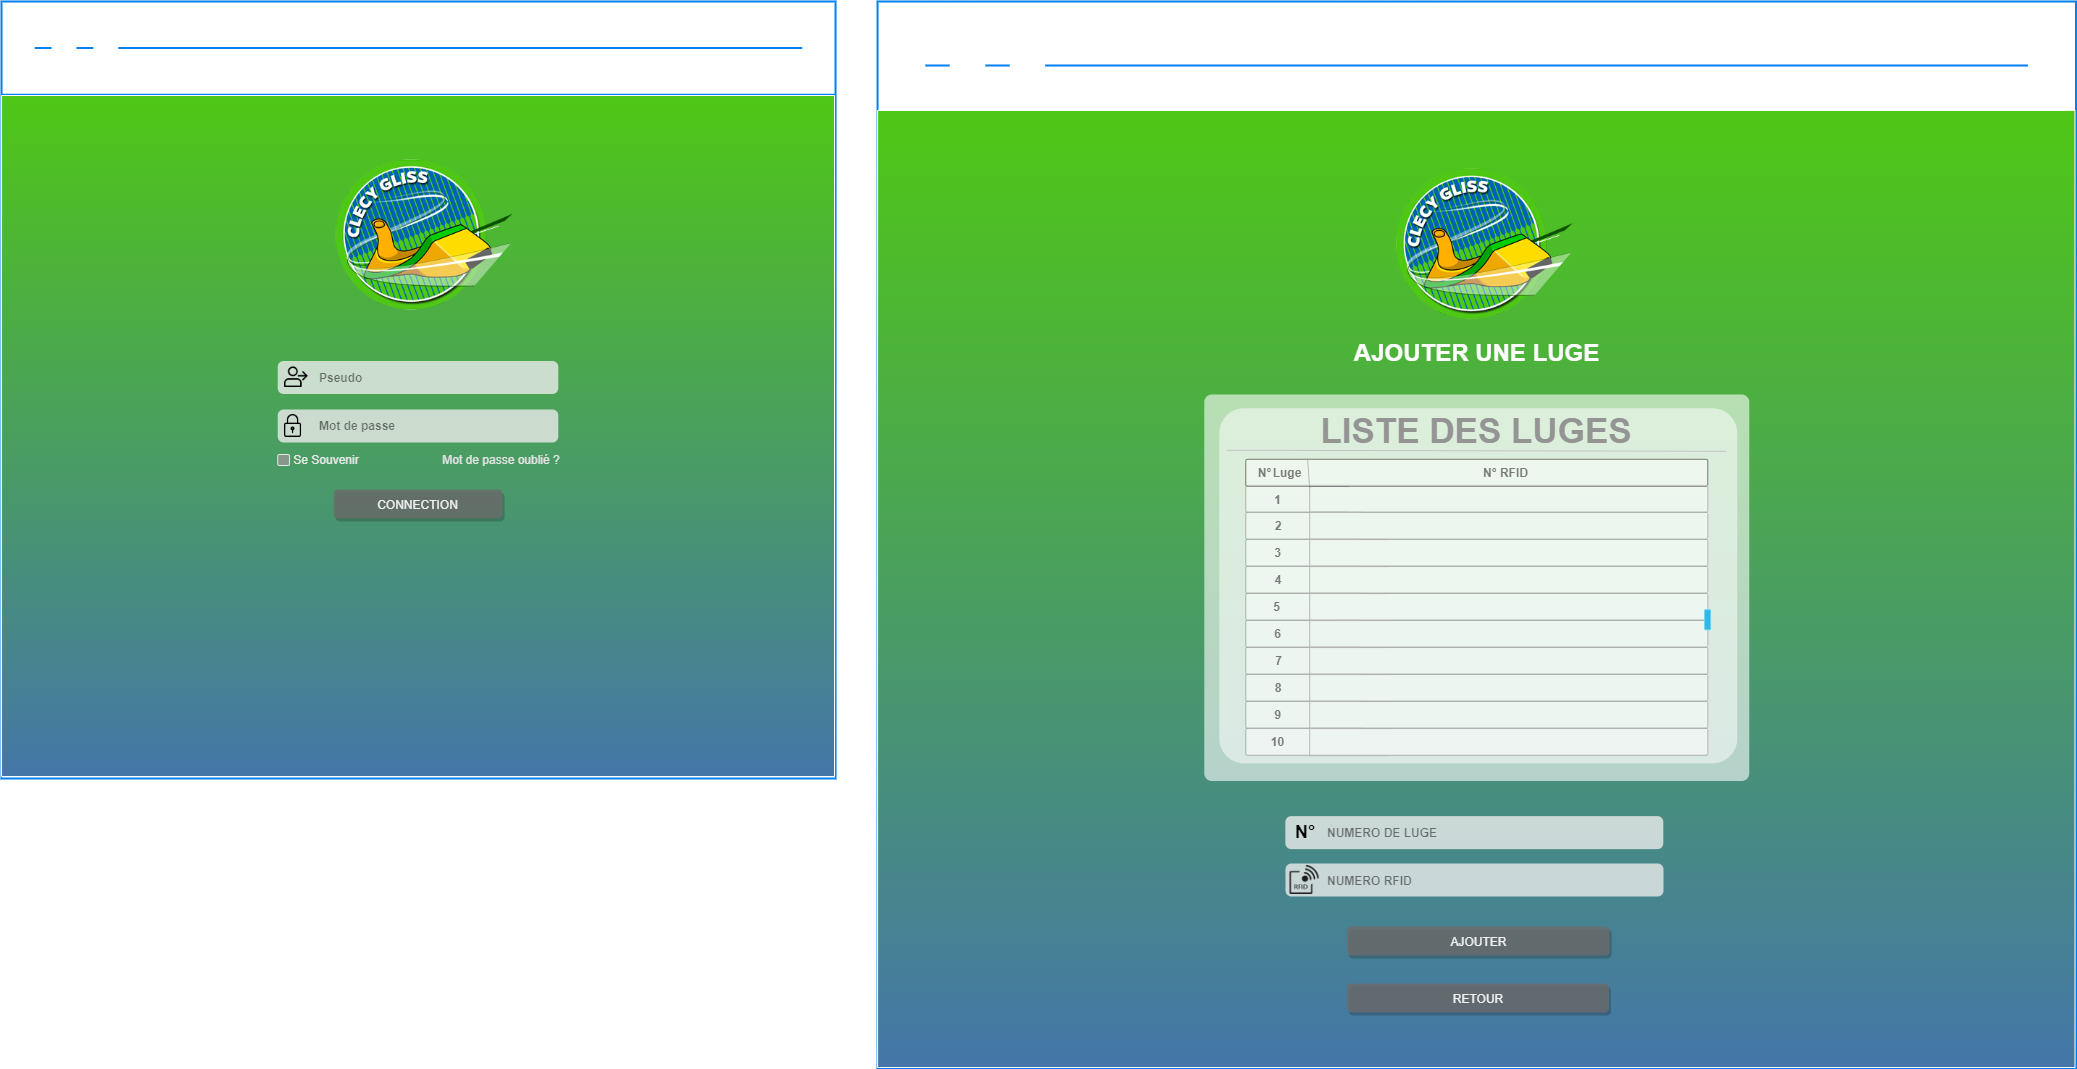 CLECY GLISS
Pseudo
Mot de passe
Se Souvenir
Mot de passe oublié ?
CONNECTION
CLECY GLISS
AJOUTER UNE LUGE
LISTE DES LUGES
N° Luge N° RFID
1
2
3
4
5
6
7
8
9
10
N° NUMERO DE LUGE
RFID NUMERO RFID
AJOUTER
RETOUR